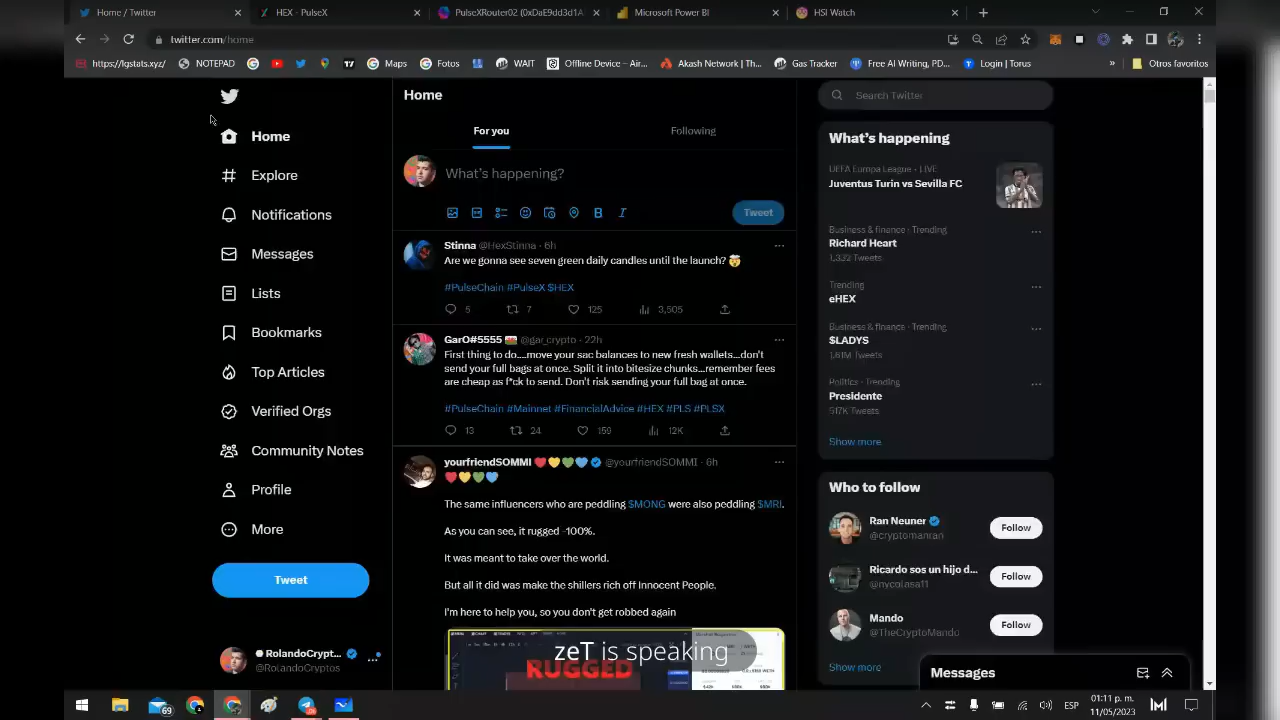 Home / Twitter
HEX - PulseX
PulseXRouter02 (0xDaE9dd3d1A
Microsoft Power BI
HSI Watch
twitter.com/home
https://lgstats.xyz/
NOTEPAD
Maps
Fotos
WAIT
Offline Device – Air...
Akash Network | Th...
Gas Tracker
Free AI Writing, PD...
Login | Torus
»
Otros favoritos
Home
Explore
Notifications
Messages
Lists
Bookmarks
Top Articles
Verified Orgs
Community Notes
Profile
More
Tweet
RolandoCrypt...
@RolandoCryptos
Home
For you
Following
What's happening?
Tweet
Stinna @HexStinna · 6h
Are we gonna see seven green daily candles until the launch? 🤯
#PulseChain #PulseX $HEX
5 7 125 3,505
GarO#5555 @gar_crypto · 22h
First thing to do....move your sac balances to new fresh wallets...don't
send your full bags at once. Split it into bitesize chunks...remember fees
are cheap as f*ck to send. Don't risk sending your full bag at once.
#PulseChain #Mainnet #FinancialAdvice #HEX #PLS #PLSX
13 24 159 12K
yourfriendSOMMI ❤️💛💚💙 @yourfriendSOMMI · 6h
❤️💛💚💙
The same influencers who are peddling $MONG were also peddling $MRI.
As you can see, it rugged -100%.
It was meant to take over the world.
But all it did was make the shillers rich off Innocent People.
I'm here to help you, so you don't get robbed again
RUGGED
zeT is speaking
Search Twitter
What's happening
UEFA Europa League · LIVE
Juventus Turin vs Sevilla FC
Business & finance · Trending
Richard Heart
1,322 Tweets
Trending
eHEX
Business & finance · Trending
$LADYS
1,61M Tweets
Politics · Trending
Presidente
517K Tweets
Show more
Who to follow
Ran Neuner
@cryptomanran
Follow
Ricardo sos un hijo d...
@nycolasa11
Follow
Mando
@TheCryptoMando
Follow
Show more
Messages
69
ESP
01:11 p. m.
11/05/2023